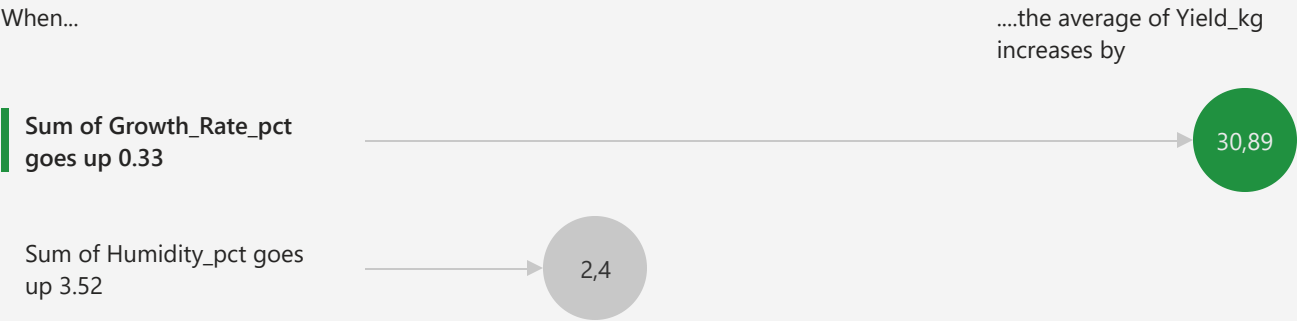 When...
....the average of Yield_kg
increases by
Sum of Growth_Rate_pct
goes up 0.33
30,89
Sum of Humidity_pct goes
up 3.52
2,4